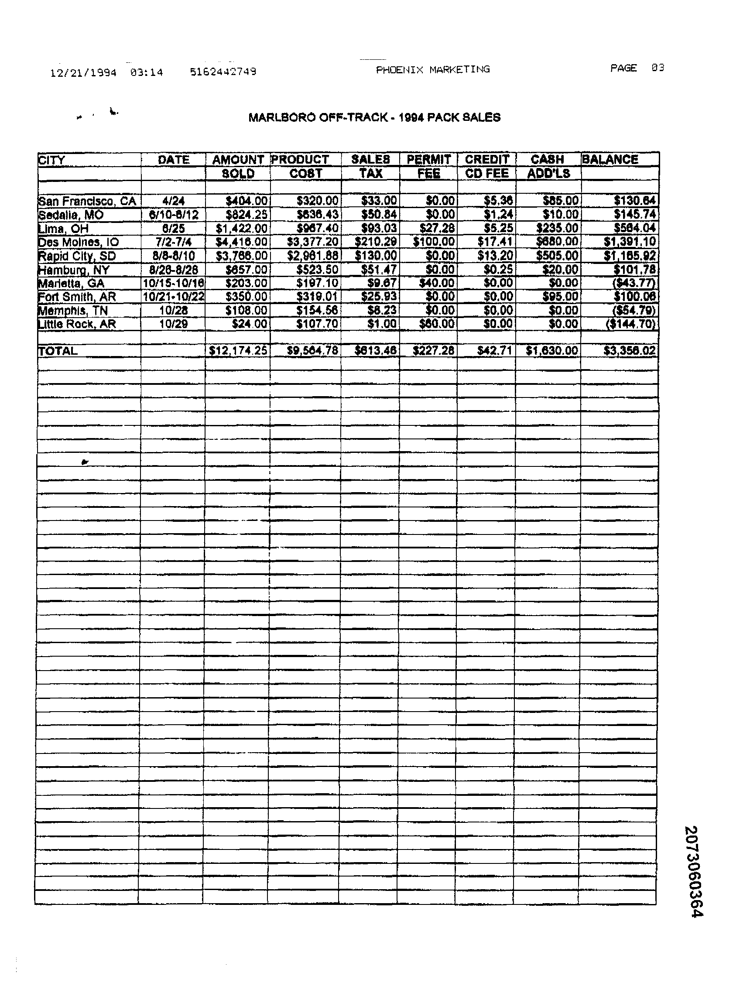 12/21/1994 03:14 5162442749 PHOENIX MARKETING PAGE 03
MARLBORO OFF-TRACK - 1994 PACK SALES
CITY DATE AMOUNT PRODUCT SALES PERMIT CREDIT CASH BALANCE
SOLD COST TAX FEE CD FEE ADD'LS
San Francisco, CA 4/24 $404.00 $320.00 $33.00 $0.00 $5.36 $85.00 $130.64
Sedalia, MO 6/10-6/12 $824.25 $636.43 $50.84 $0.00 $1.24 $10.00 $145.74
Lima, OH 6/25 $1,422.00 $967.40 $93.03 $27.28 $5.25 $235.00 $564.04
Des Moines, IO 7/2-7/4 $4,416.00 $3,377.20 $210.29 $100.00 $17.41 $680.00 $1,391.10
Rapid City, SD 8/8-8/10 $3,766.00 $2,961.88 $130.00 $0.00 $13.20 $505.00 $1,165.92
Hamburg, NY 8/26-8/28 $657.00 $523.50 $51.47 $0.00 $0.25 $20.00 $101.78
Marietta, GA 10/15-10/16 $203.00 $197.10 $9.67 $40.00 $0.00 $0.00 ($43.77)
Fort Smith, AR 10/21-10/22 $350.00 $319.01 $25.93 $0.00 $0.00 $95.00 $100.06
Memphis, TN 10/28 $108.00 $154.56 $8.23 $0.00 $0.00 $0.00 ($54.79)
Little Rock, AR 10/29 $24.00 $107.70 $1.00 $60.00 $0.00 $0.00 ($144.70)
TOTAL $12,174.25 $9,564.78 $613.46 $227.28 $42.71 $1,630.00 $3,356.02
2073060364